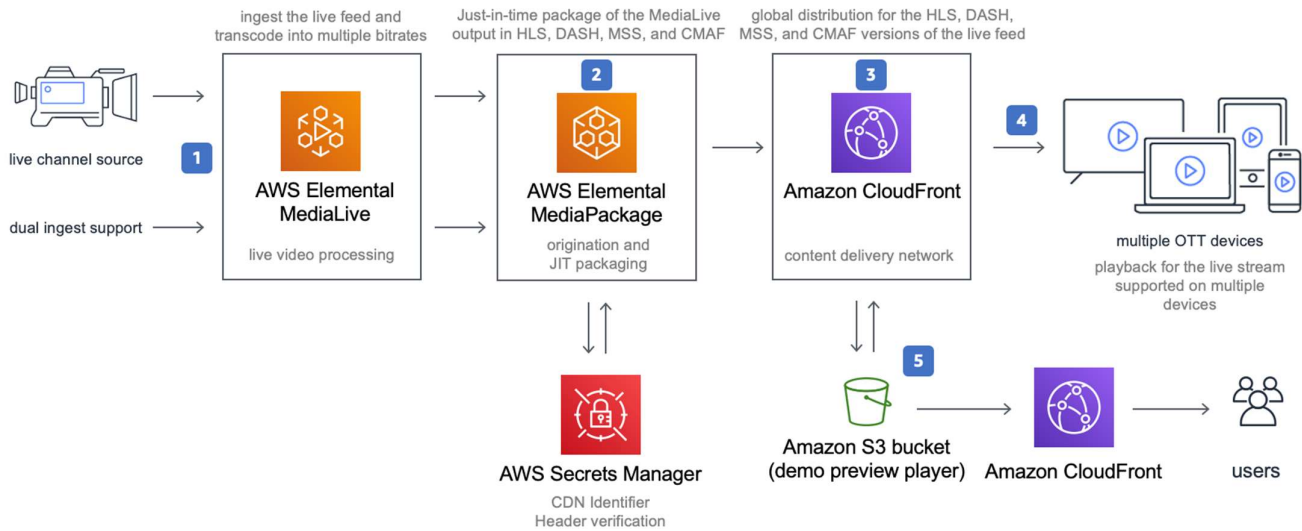 ingest the live feed and
transcode into multiple bitrates
Just-in-time package of the MediaLive
output in HLS, DASH, MSS, and CMAF
global distribution for the HLS, DASH,
MSS, and CMAF versions of the live feed
live channel source
dual ingest support
1
AWS Elemental
MediaLive
live video processing
2
AWS Elemental
MediaPackage
origination and
JIT packaging
3
Amazon CloudFront
content delivery network
4
multiple OTT devices
playback for the live stream
supported on multiple
devices
AWS Secrets Manager
CDN Identifier
Header verification
5
Amazon S3 bucket
(demo preview player)
Amazon CloudFront
users